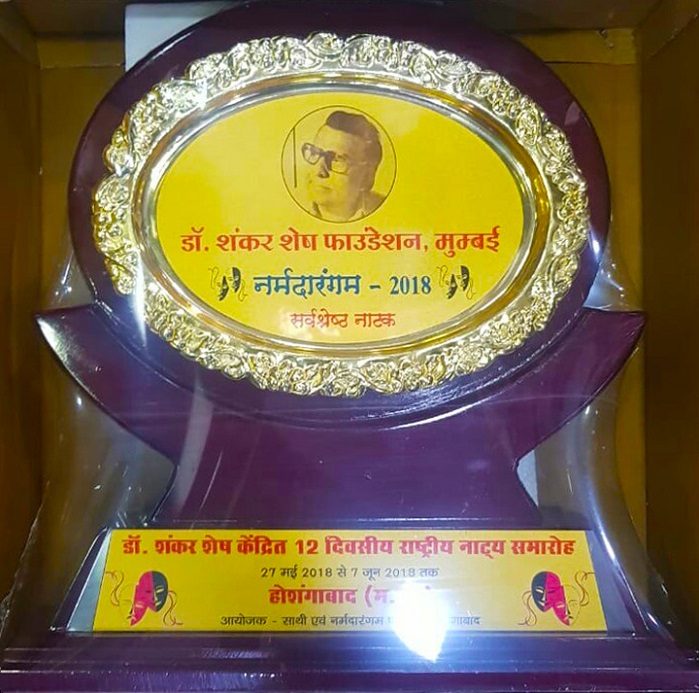 डॉ. शंकर शेष फाउंडेशन, मुम्बई
नर्मदारंगम - 2018
सर्वश्रेष्ठ नाटक
डॉ. शंकर शेष केंद्रित 12 दिवसीय राष्ट्रीय नाट्य समारोह
27 मई 2018 से 7 जून 2018 तक
होशंगाबाद
आयोजक - साथी एवं नर्मदारंगम